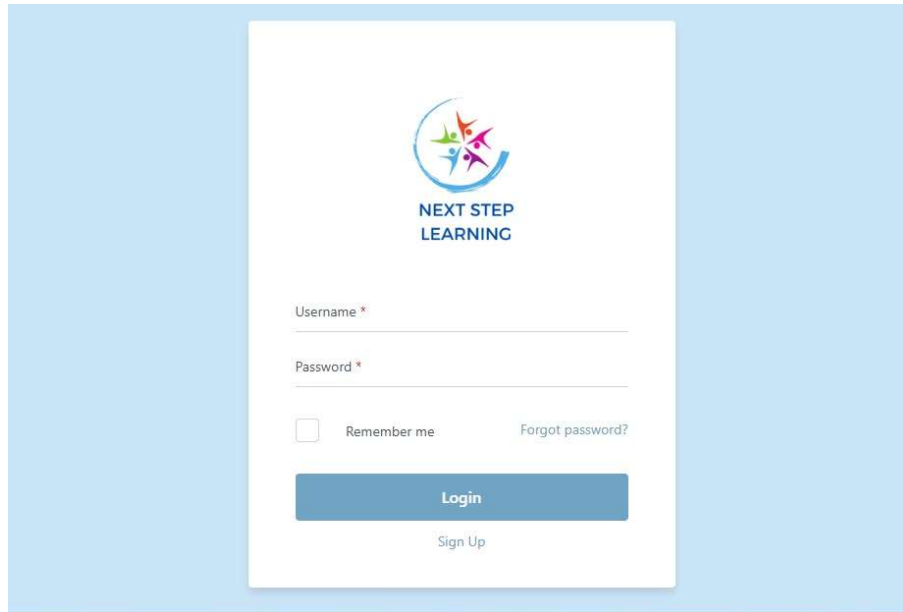 NEXT STEP
LEARNING
Username *
Password *
Remember me
Forgot password?
Login
Sign Up